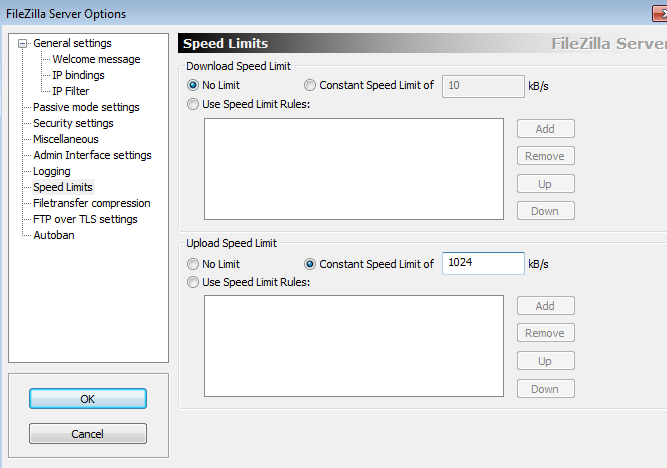 FileZilla Server Options
General settings
Welcome message
IP bindings
IP Filter
Passive mode settings
Security settings
Miscellaneous
Admin Interface settings
Logging
Speed Limits
Filetransfer compression
FTP over TLS settings
Autoban
OK
Cancel
Speed Limits FileZilla Server
Download Speed Limit
No Limit Constant Speed Limit of 10 kB/s
Use Speed Limit Rules:
Add
Remove
Up
Down
Upload Speed Limit
No Limit Constant Speed Limit of 1024 kB/s
Use Speed Limit Rules:
Add
Remove
Up
Down